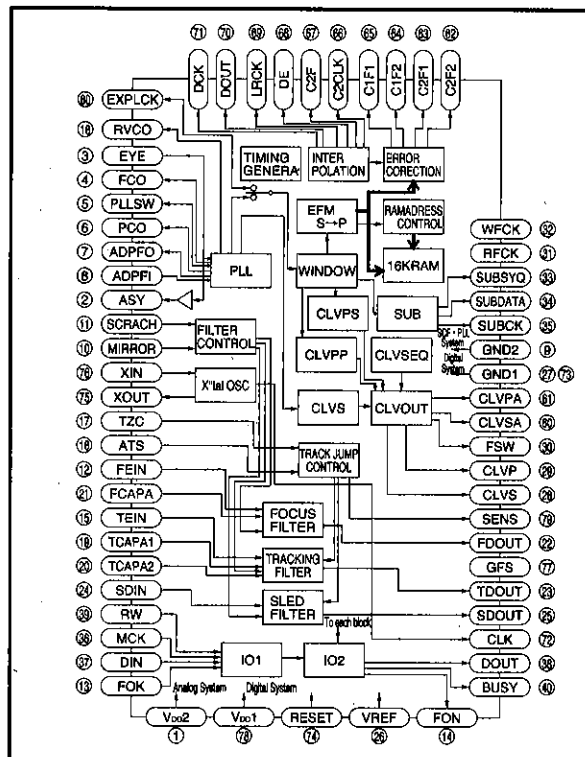 71 70 69 68 67 66 65 64 63 62
DCK DOUT LRCK DE C2F C2CLK C1F1 C1F2 C2F1 C2F2
80 EXPLCK
16 RVCO
3 EYE
4 FCO
5 PLLSW
6 PCO
7 ADPFO
8 ADPFI
2 ASY
11 SCRACH
10 MIRROR
76 XIN
75 XOUT
17 TZC
18 ATS
12 FEIN
21 FCAPA
15 TEIN
19 TCAPA1
20 TCAPA2
24 SDIN
39 RW
36 MCK
37 DIN
13 FOK
TIMING
GENERA
INTER
POLATION
ERROR
CORECTION
EFM
S→P
RAMADRESS
CONTROL
16KRAM
PLL
WINDOW
CLVPS
SUB
FILTER
CONTROL
CLVPP
CLVSEQ
X'tal OSC
CLVS
CLVOUT
TRACK JUMP
CONTROL
FOCUS
FILTER
TRACKING
FILTER
SLED
FILTER
To each block
IO1
IO2
Analog System
Digital System
SCF・PLL
System
Digital
System
WFCK 32
RFCK 31
SUBSYQ 33
SUBDATA 34
SUBCK 35
GND2 9
GND1 27 73
CLVPA 61
CLVSA 60
FSW 30
CLVP 29
CLVS 28
SENS 79
FDOUT 22
GFS 77
TDOUT 23
SDOUT 25
CLK 72
DOUT 38
BUSY 40
VDD2 VDD1 RESET VREF FON
1 78 74 26 14